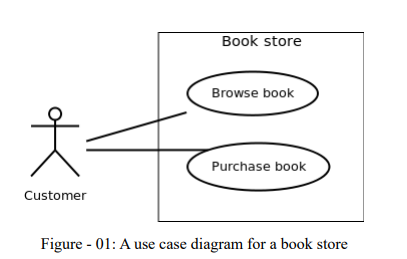 Book store
Browse book
Purchase book
Customer
Figure - 01: A use case diagram for a book store